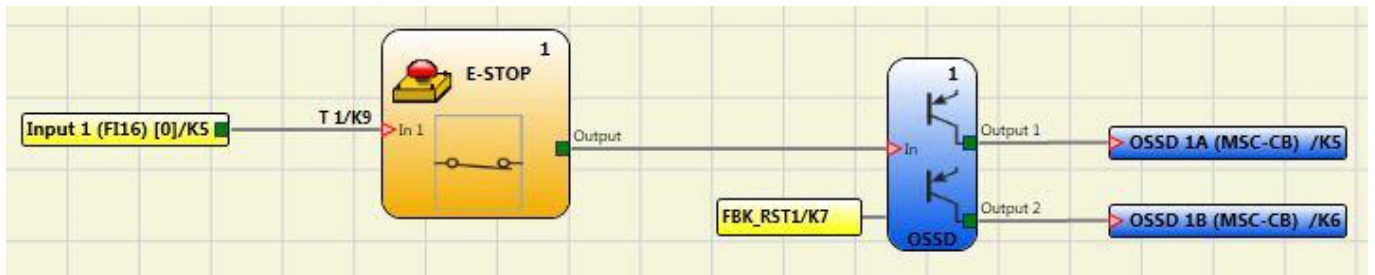 1
E-STOP
T 1/K9
Input 1 (FI16) [0]/K5
In 1
Output
1
Output 1
In
OSSD 1A (MSC-CB) /K5
FBK_RST1/K7
Output 2
OSSD 1B (MSC-CB) /K6
OSSD